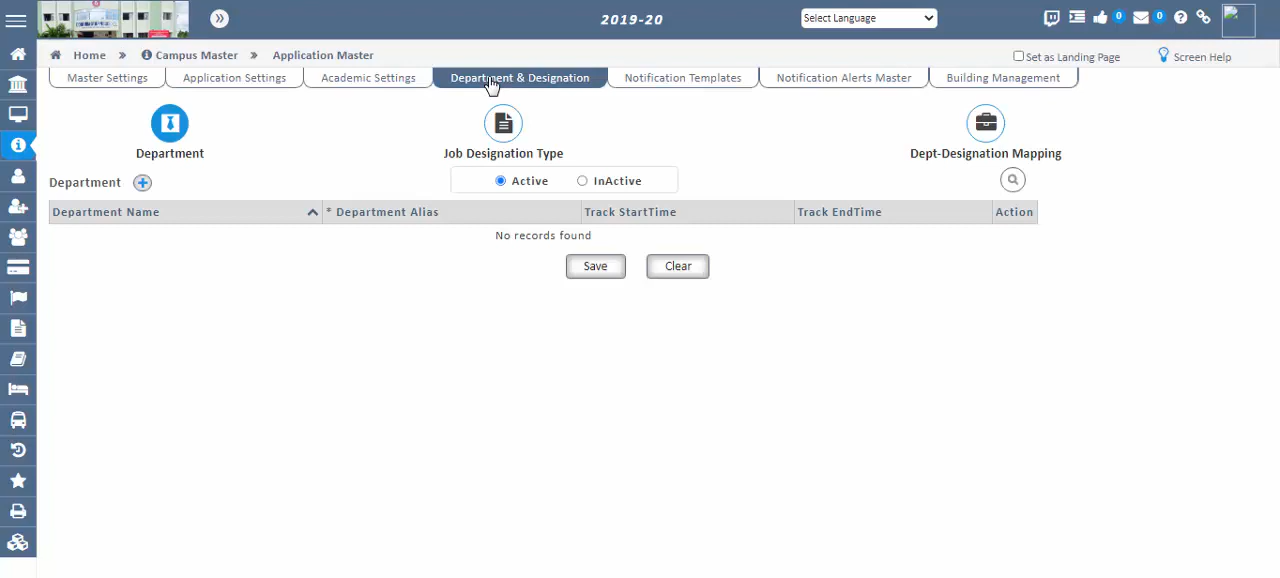 2019-20
Select Language
0
0
Home » Campus Master » Application Master
Set as Landing Page
Screen Help
Master Settings
Application Settings
Academic Settings
Department & Designation
Notification Templates
Notification Alerts Master
Building Management
Department
Job Designation Type
Dept-Designation Mapping
Department
Active
InActive
Department Name
* Department Alias
Track StartTime
Track EndTime
Action
No records found
Save
Clear